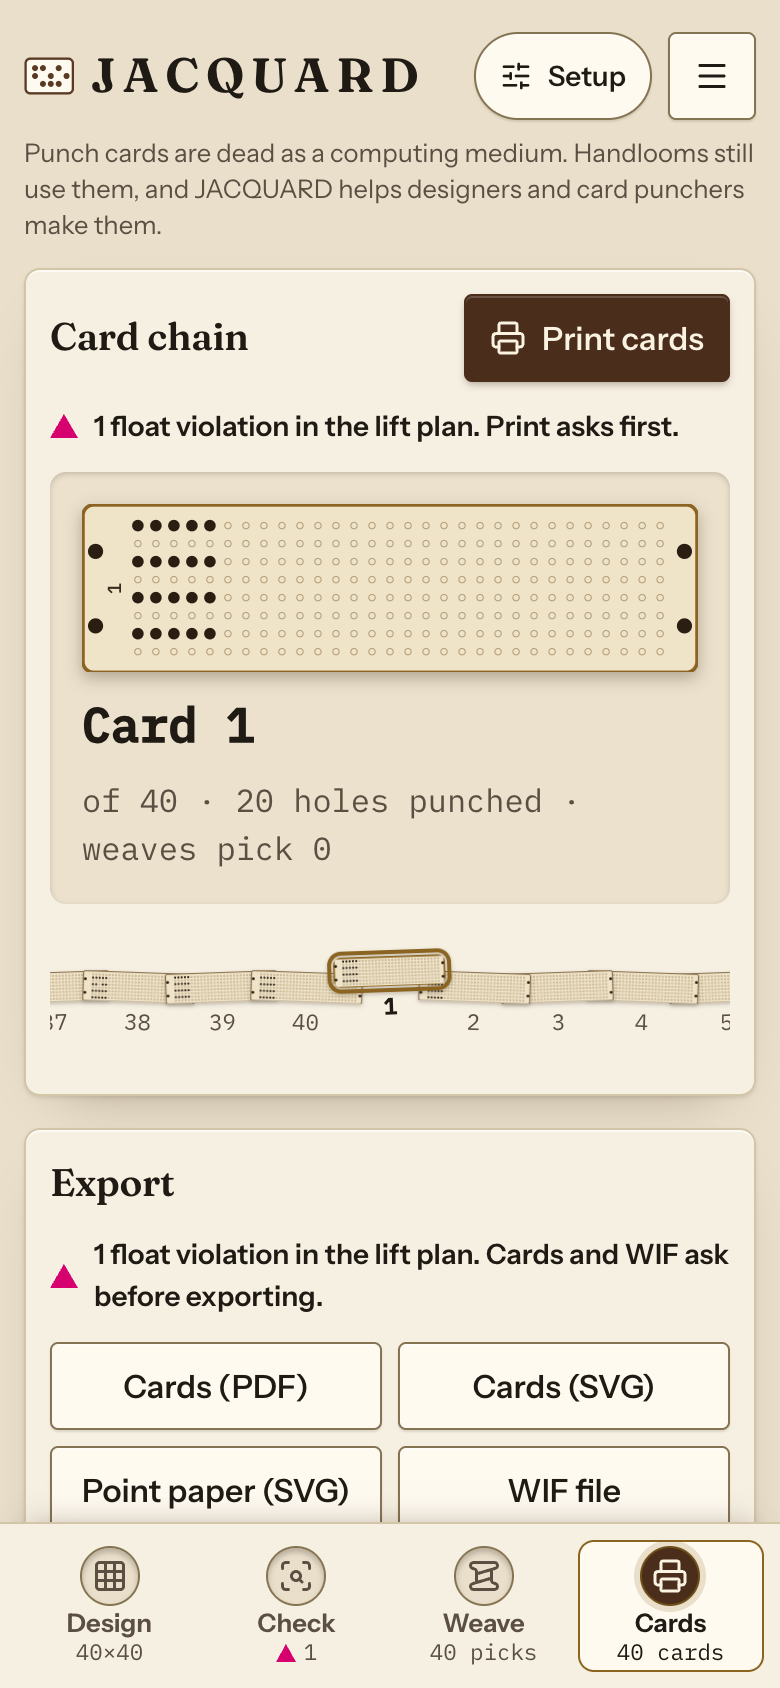 JACQUARD
Setup
Punch cards are dead as a computing medium. Handlooms still
use them, and JACQUARD helps designers and card punchers
make them.
Card chain
Print cards
1 float violation in the lift plan. Print asks first.
1
Card 1
of 40 · 20 holes punched ·
weaves pick 0
37 38 39 40 1 2 3 4 5
Export
1 float violation in the lift plan. Cards and WIF ask
before exporting.
Cards (PDF) Cards (SVG)
Point paper (SVG) WIF file
Design Check Weave Cards
40×40 1 40 picks 40 cards